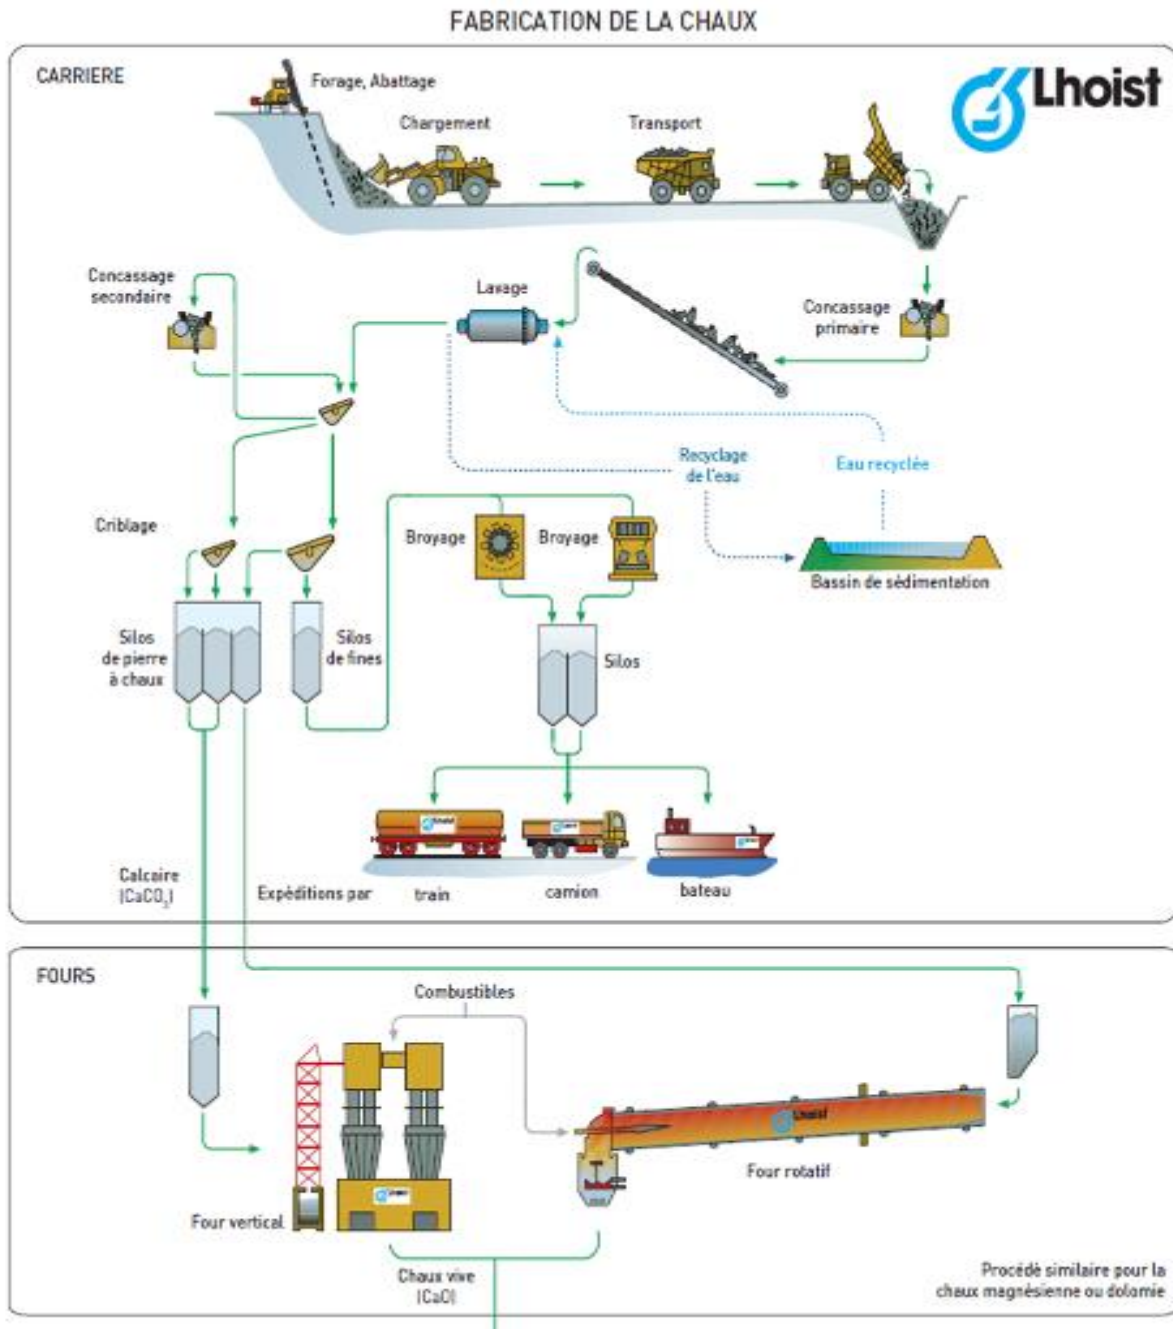 FABRICATION DE LA CHAUX
CARRIERE
Forage, Abattage
Lhoist
Chargement
Transport
Concassage
secondaire
Lavage
Concassage
primaire
Recyclage
de l'eau
Eau recyclée
Criblage
Broyage
Broyage
Bassin de sédimentation
Silos
de pierre
à chaux
Silos
de fines
Silos
Lhoist
Calcaire
(CaCO₃)
Expéditions par
train
camion
bateau
FOURS
Combustibles
Lhoist
Four rotatif
Four vertical
Chaux vive
(CaO)
Procédé similaire pour la
chaux magnésienne ou dolomie